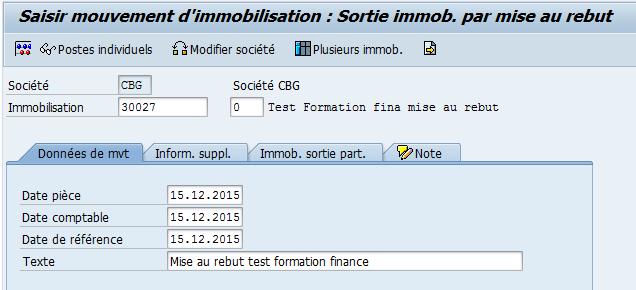 Saisir mouvement d'immobilisation : Sortie immob. par mise au rebut
Postes individuels Modifier société Plusieurs immob.
Société CBG Société CBG
Immobilisation 30027 0 Test Formation fina mise au rebut
Données de mvt Inform. suppl. Immob. sortie part. Note
Date pièce 15.12.2015
Date comptable 15.12.2015
Date de référence 15.12.2015
Texte Mise au rebut test formation finance